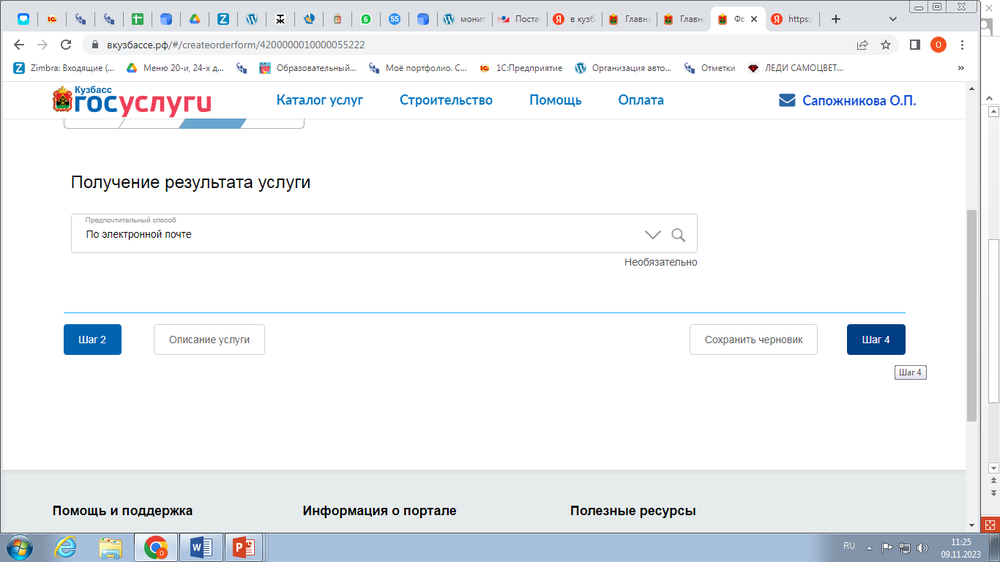 6
55
монит
Постан
в кузб
Главна
Главна
Фо
https:/
вкузбассе.рф/#/createorderform/4200000010000055222
О
Zimbra: Входящие (...
Меню 20-и, 24-х д...
Образовательный...
Моё портфолио. С...
1С:Предприятие
Организация авто...
Отметки
ЛЕДИ САМОЦВЕТ...
»
Кузбасс
госуслуги
Каталог услуг
Строительство
Помощь
Оплата
Сапожникова О.П.
Получение результата услуги
Предпочтительный способ
По электронной почте
Необязательно
Шаг 2
Описание услуги
Сохранить черновик
Шаг 4
Шаг 4
Помощь и поддержка
Информация о портале
Полезные ресурсы
RU
11:25
09.11.2023